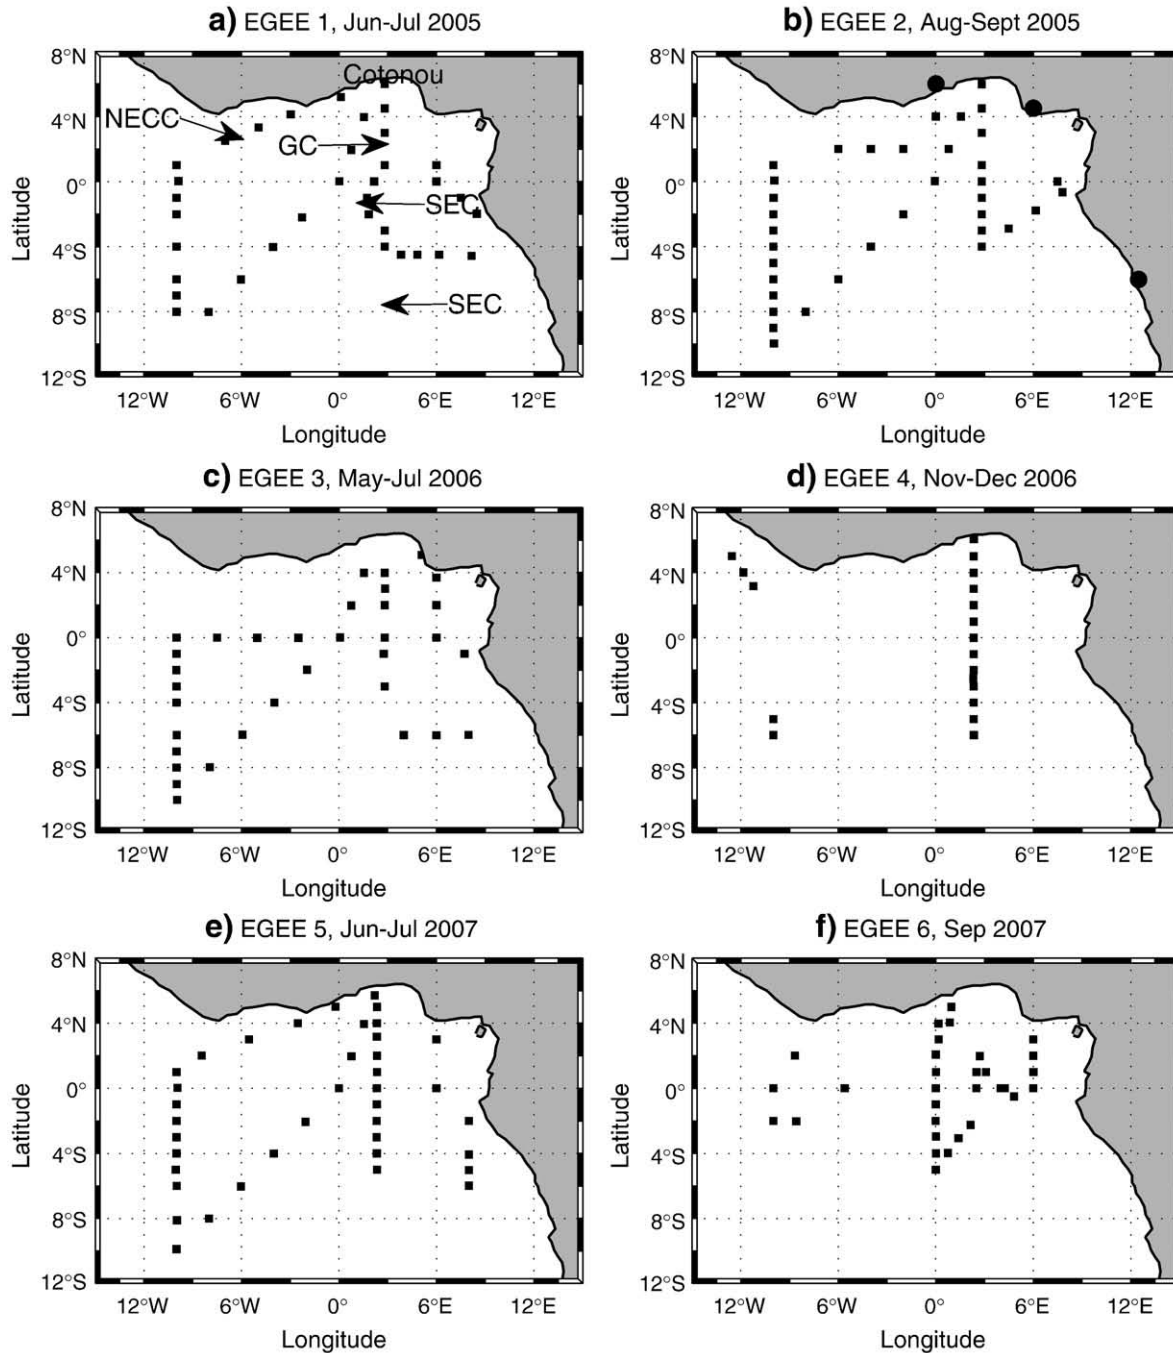 a) EGEE 1, Jun-Jul 2005
8°N
4°N
0°
4°S
8°S
12°S
Latitude
Cotonou
NECC
GC
SEC
SEC
12°W 6°W 0° 6°E 12°E
Longitude
b) EGEE 2, Aug-Sept 2005
8°N
4°N
0°
4°S
8°S
12°S
Latitude
12°W 6°W 0° 6°E 12°E
Longitude
c) EGEE 3, May-Jul 2006
8°N
4°N
0°
4°S
8°S
12°S
Latitude
12°W 6°W 0° 6°E 12°E
Longitude
d) EGEE 4, Nov-Dec 2006
8°N
4°N
0°
4°S
8°S
12°S
Latitude
12°W 6°W 0° 6°E 12°E
Longitude
e) EGEE 5, Jun-Jul 2007
8°N
4°N
0°
4°S
8°S
12°S
Latitude
12°W 6°W 0° 6°E 12°E
Longitude
f) EGEE 6, Sep 2007
8°N
4°N
0°
4°S
8°S
12°S
Latitude
12°W 6°W 0° 6°E 12°E
Longitude